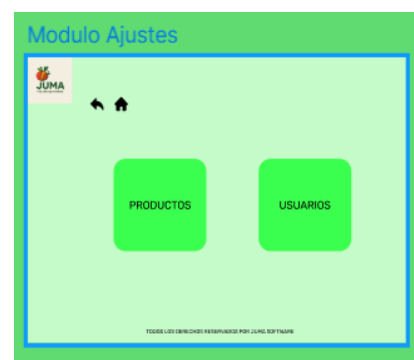 Modulo Ajustes
JUMA
PRODUCTOS
USUARIOS
TODOS LOS DERECHOS RESERVADOS POR JUMA SOFTWARE